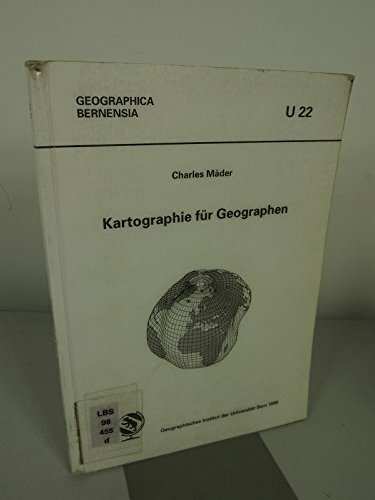 GEOGRAPHICA
BERNENSIA
U 22
Charles Mäder
Kartographie für Geographen
LBS
98
455
d
Geographisches Institut der Universität Bern 1996